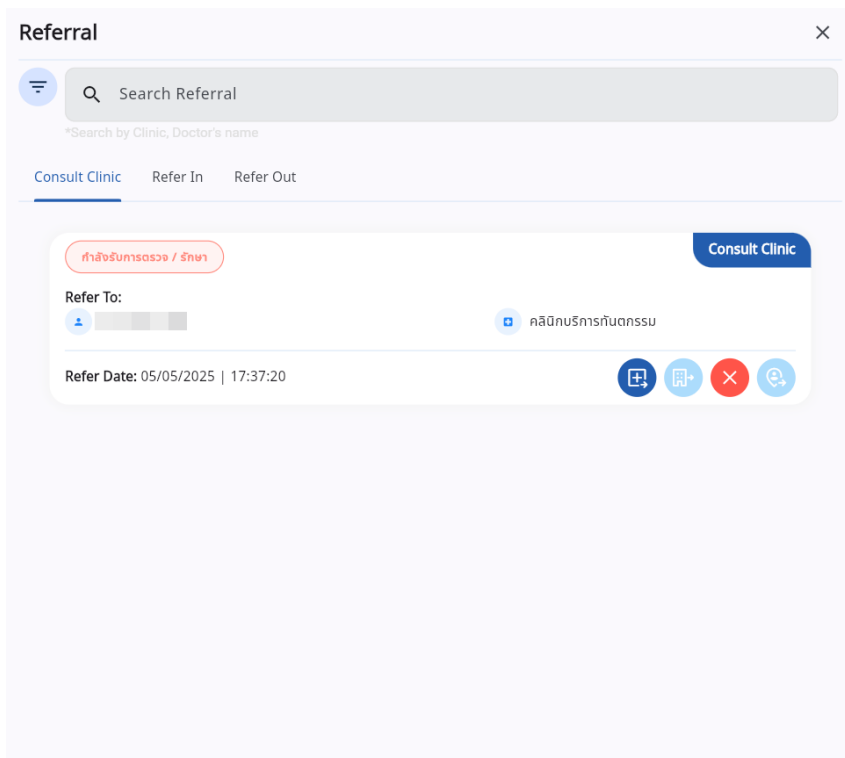 Referral
Search Referral
*Search by Clinic, Doctor's name
Consult Clinic Refer In Refer Out
กำลังรับการตรวจ / รักษา
Consult Clinic
Refer To:
คลินิกบริการทันตกรรม
Refer Date: 05/05/2025 | 17:37:20